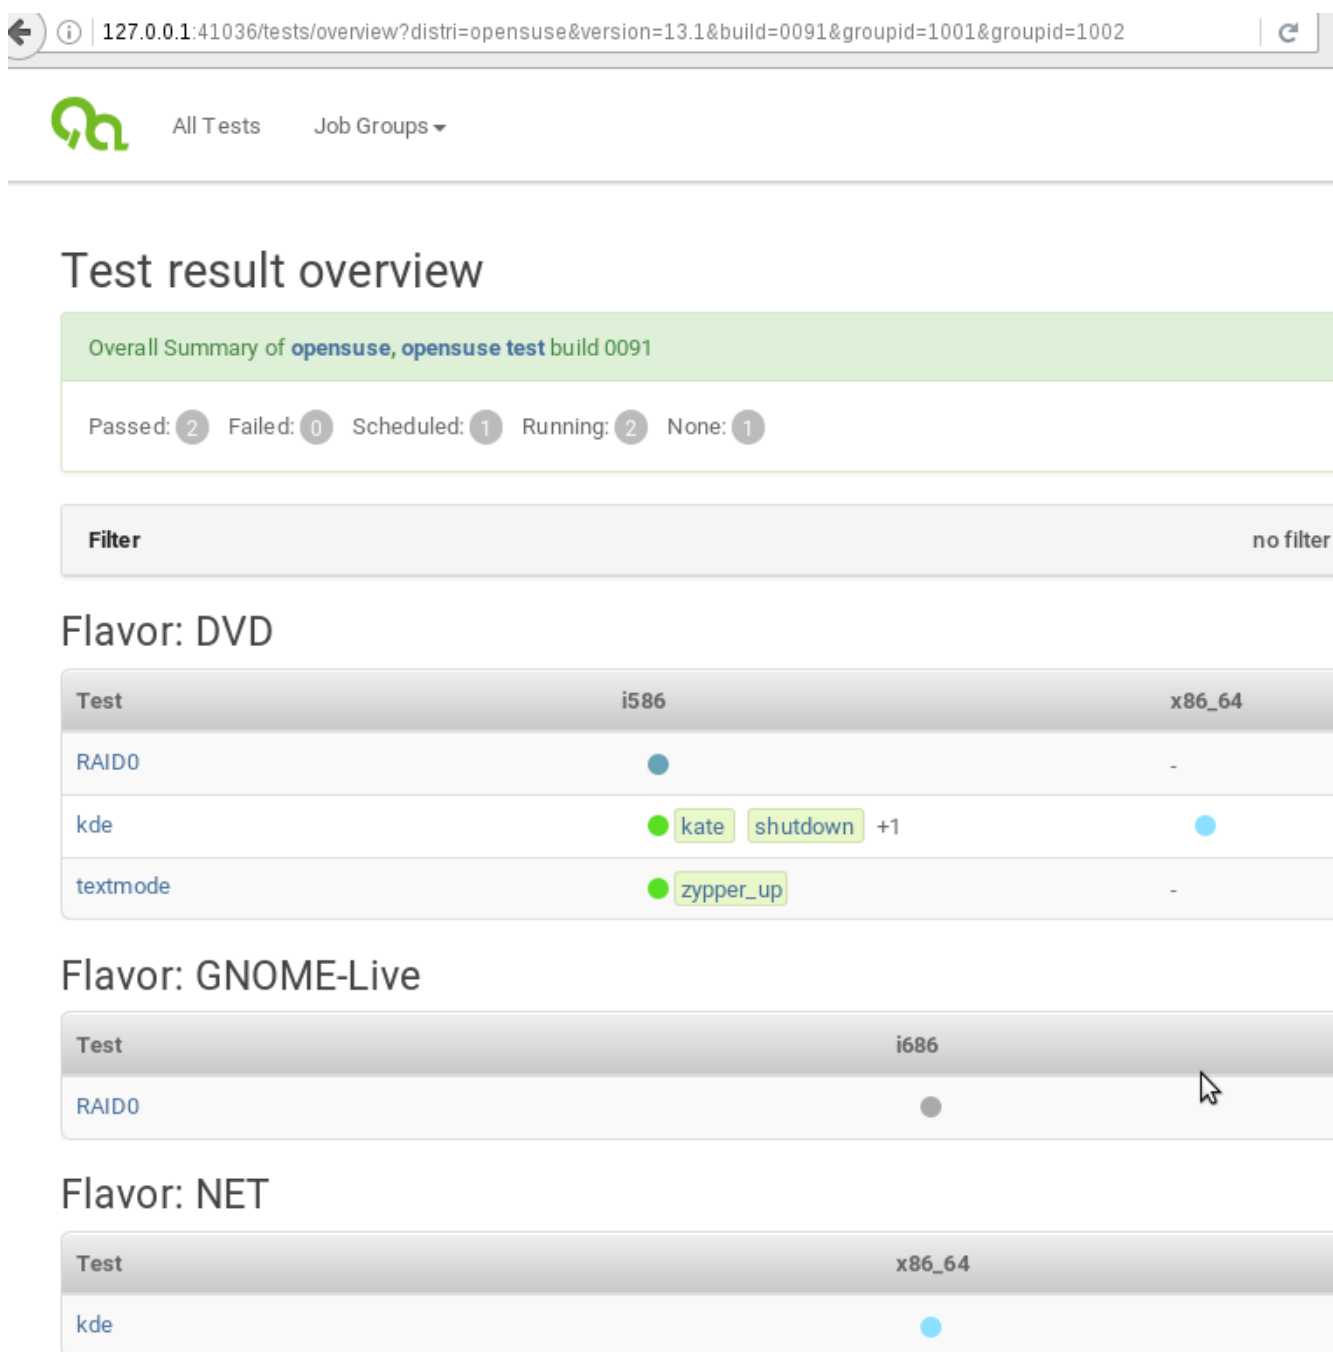 127.0.0.1:41036/tests/overview?distri=opensuse&version=13.1&build=0091&groupid=1001&groupid=1002
All Tests Job Groups
Test result overview
Overall Summary of opensuse, opensuse test build 0091
Passed: 2 Failed: 0 Scheduled: 1 Running: 2 None: 1
Filter no filter
Flavor: DVD
Test i586 x86_64
RAID0 -
kde kate shutdown +1
textmode zypper_up -
Flavor: GNOME-Live
Test i686
RAID0
Flavor: NET
Test x86_64
kde